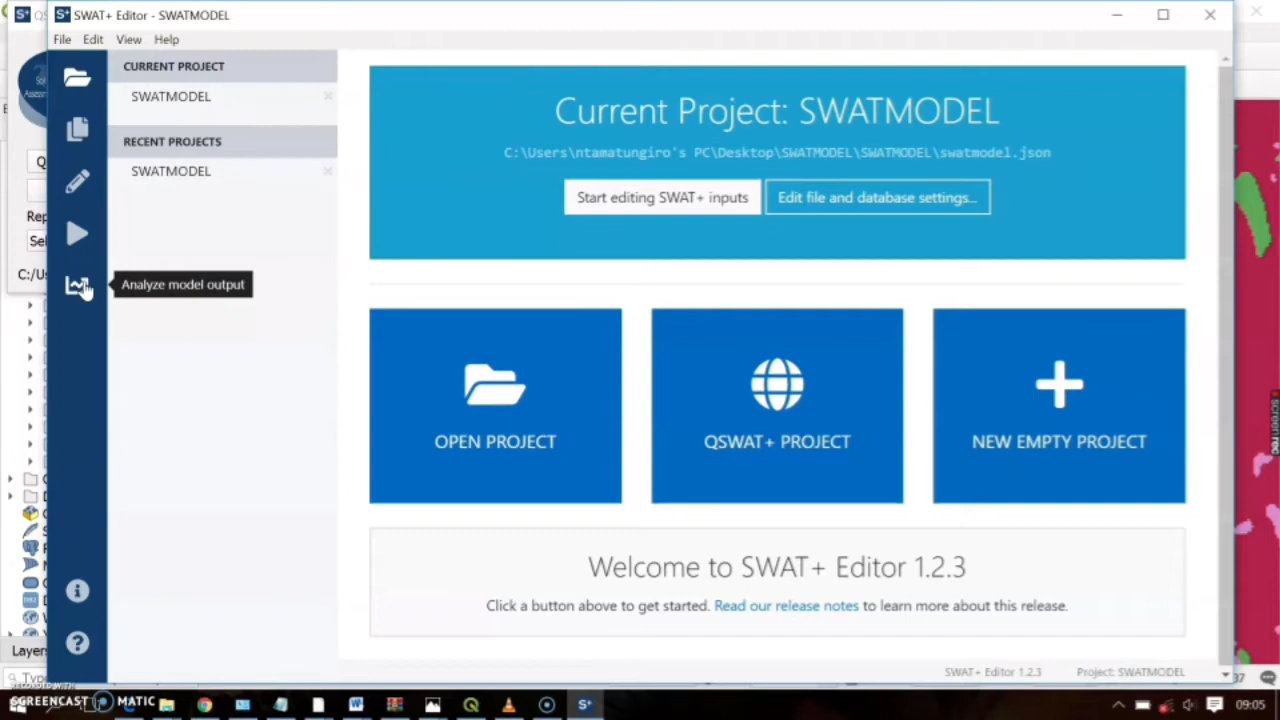 SWAT+ Editor - SWATMODEL
File Edit View Help
CURRENT PROJECT
SWATMODEL
RECENT PROJECTS
SWATMODEL
Analyze model output
Current Project: SWATMODEL
C:\Users\ntamatungiro's PC\Desktop\SWATMODEL\SWATMODEL\swatmodel.json
Start editing SWAT+ inputs
Edit file and database settings...
OPEN PROJECT
QSWAT+ PROJECT
NEW EMPTY PROJECT
Welcome to SWAT+ Editor 1.2.3
Click a button above to get started. Read our release notes to learn more about this release.
SWAT+ Editor 1.2.3
Project: SWATMODEL
C:/U
Layers
RECORDED WITH
SCREENCAST MATIC
screenrec
09:05